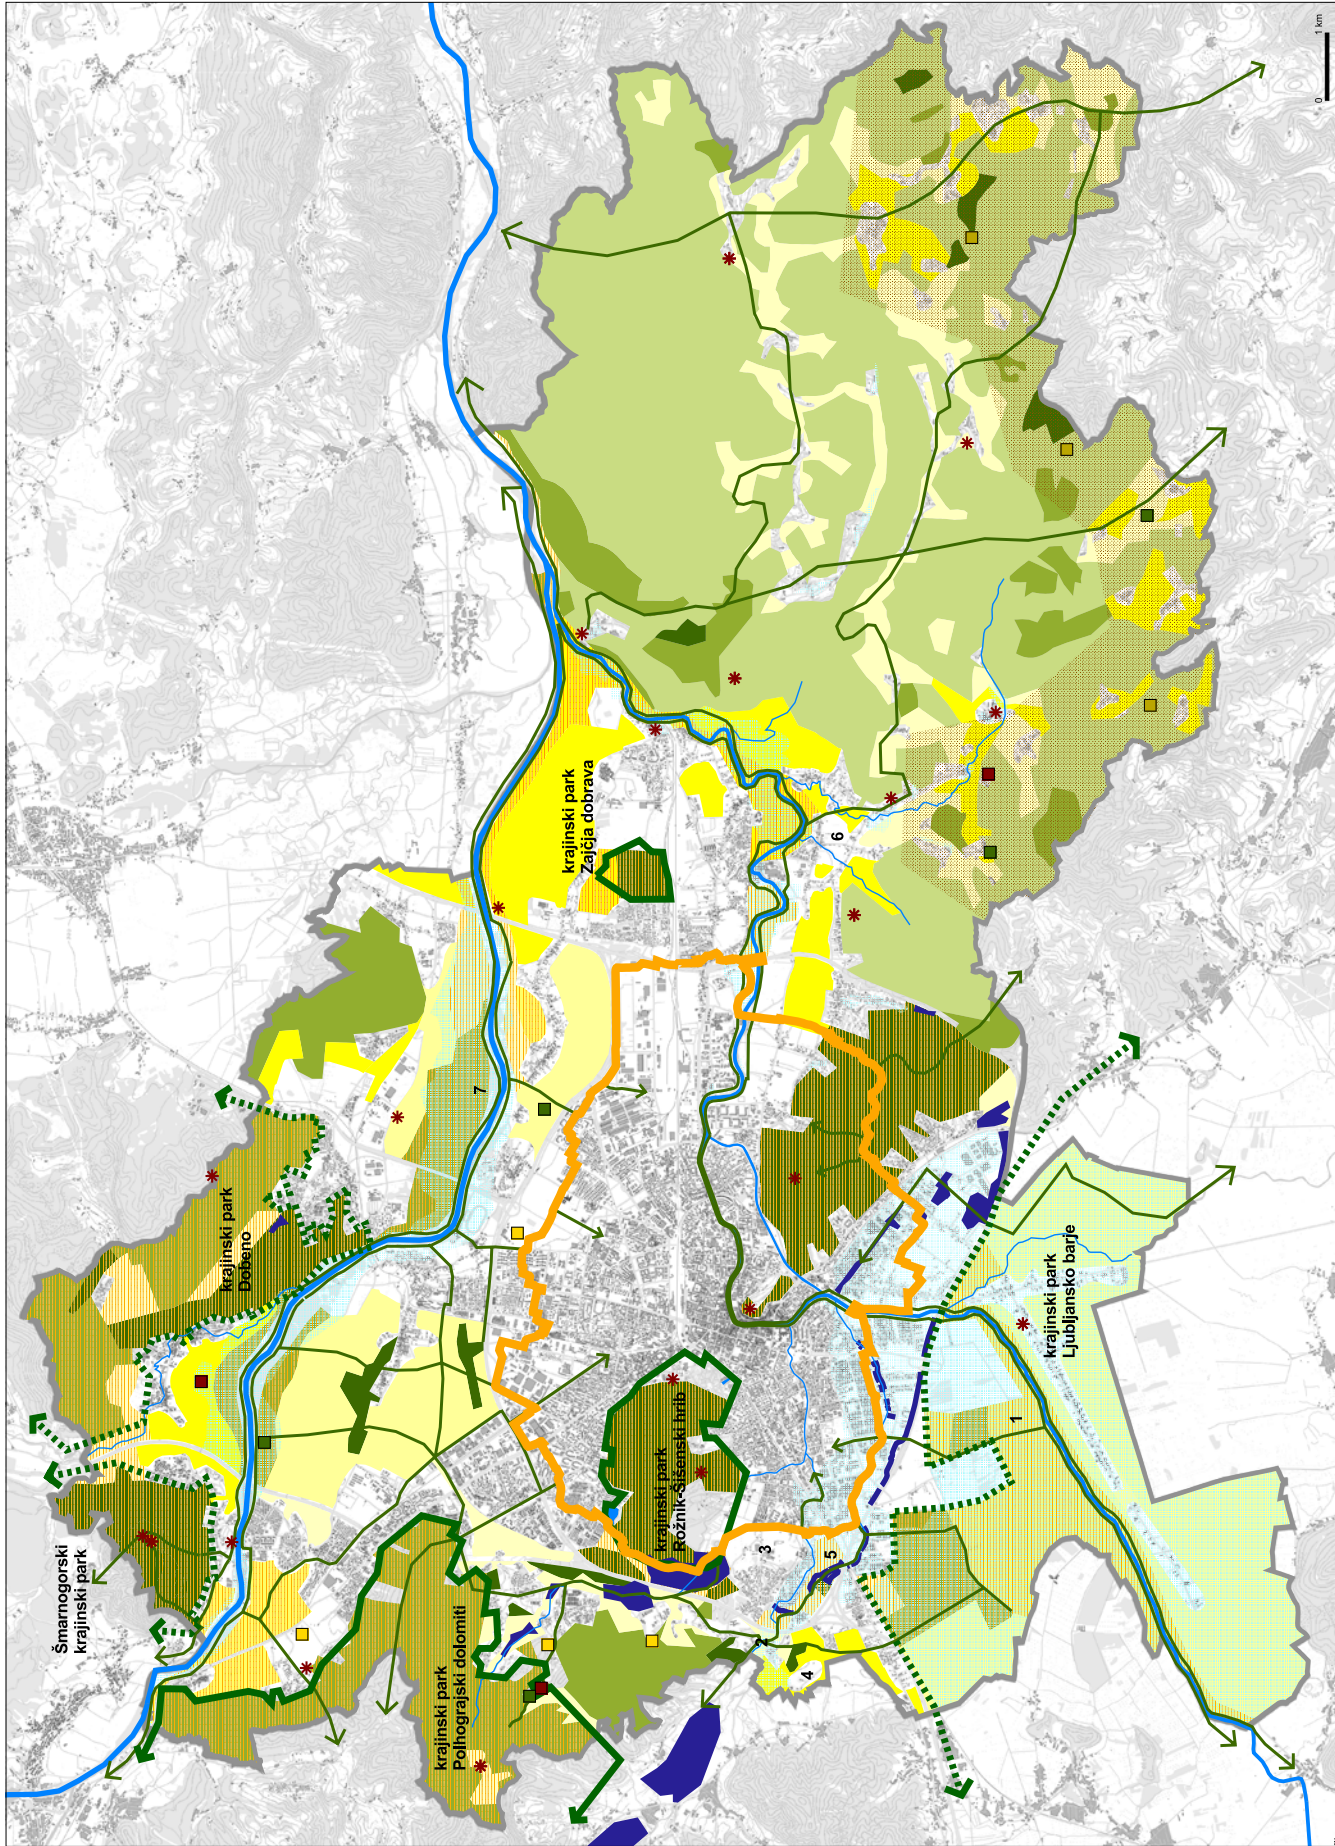 Šmarnogorski
krajinski park
krajinski park
Dobeno
krajinski park
Zajčja dobrava
krajinski park
Polhograjski dolomiti
krajinski park
Rožnik-Šišenski hrib
krajinski park
Ljubljansko barje
1
2
3
4
5
6
7
0 1 km